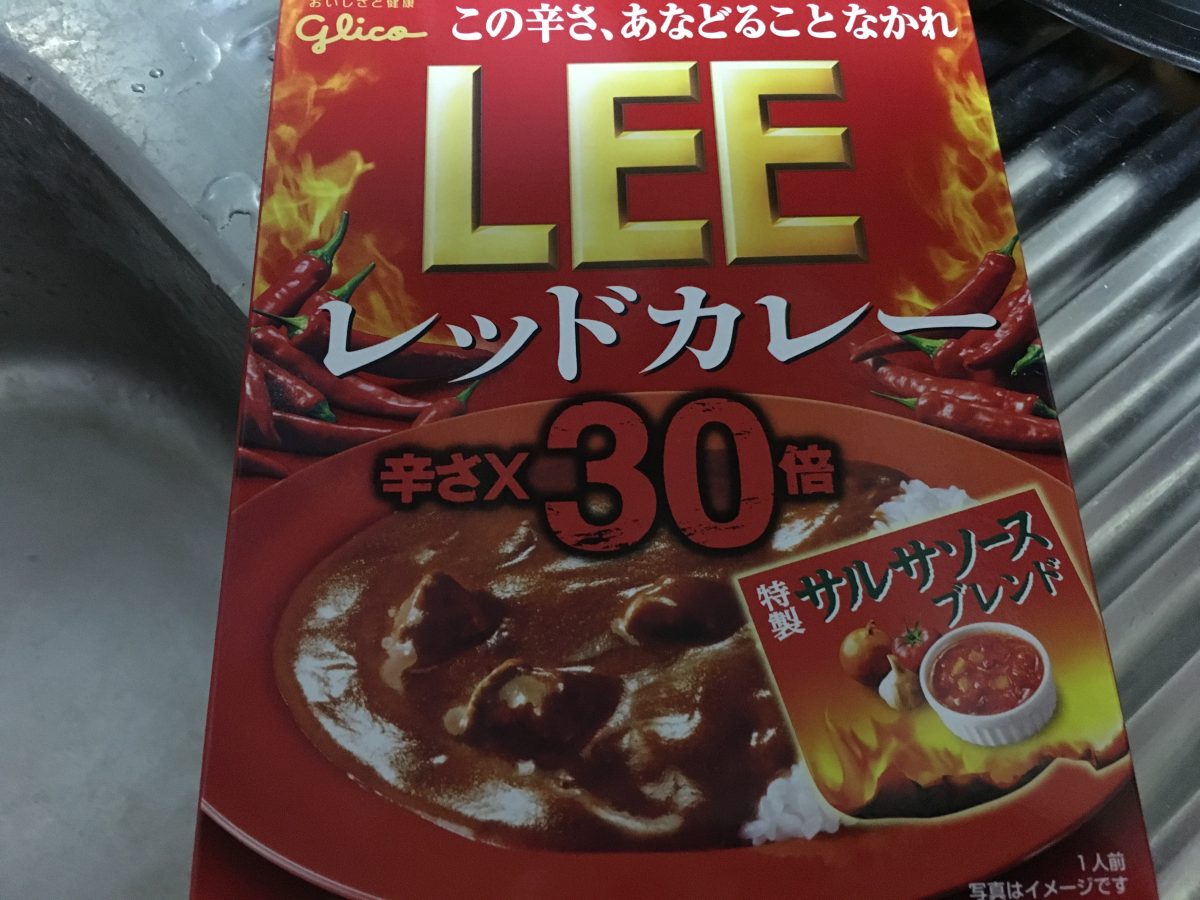 おいしさと健康
Glico
この辛さ、あなどることなかれ
LEE
レッドカレー
辛さX30倍
特製
サルサソース
ブレンド
1人前
写真はイメージです